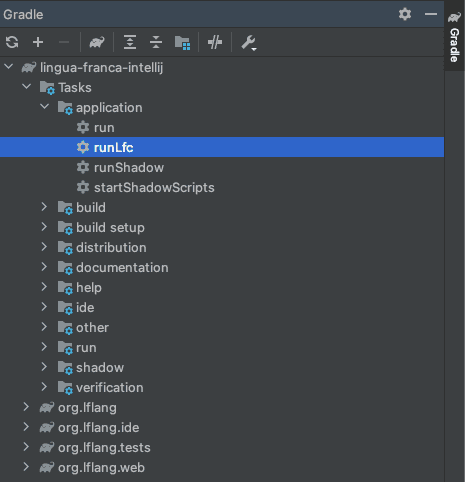 Gradle
Gradle
lingua-franca-intellij
Tasks
application
run
runLfc
runShadow
startShadowScripts
build
build setup
distribution
documentation
help
ide
other
run
shadow
verification
org.lflang
org.lflang.ide
org.lflang.tests
org.lflang.web